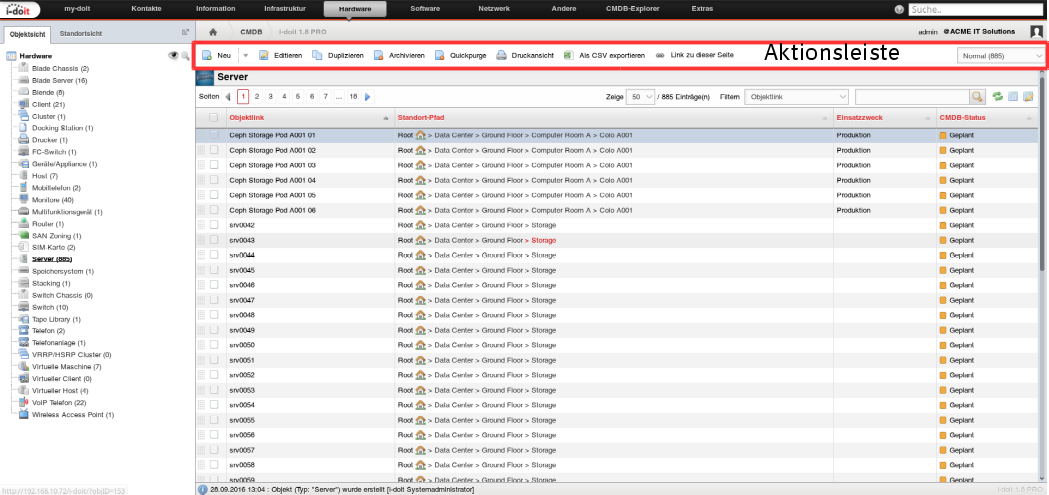 i-doit
my-doit Kontakte Information Infrastruktur Hardware Software Netzwerk Andere CMDB-Explorer Extras
Suche..
Objektsicht Standortsicht
CMDB i-doit 1.8 PRO
admin @ACME IT Solutions
Neu Editieren Duplizieren Archivieren Quickpurge Druckansicht Als CSV exportieren Link zu dieser Seite
Aktionsleiste
Normal (885)
Hardware
Blade Chassis (2)
Blade Server (16)
Blende (8)
Client (21)
Cluster (1)
Docking Station (1)
Drucker (1)
FC-Switch (1)
Geräte/Appliance (1)
Host (7)
Mobiltelefon (2)
Monitore (40)
Multifunktionsgerät (1)
Router (1)
SAN Zoning (1)
SIM Karte (2)
Server (885)
Speichersystem (1)
Stacking (1)
Switch Chassis (0)
Switch (10)
Tape Library (1)
Telefon (2)
Telefonanlage (1)
VRRP/HSRP Cluster (0)
Virtuelle Maschine (7)
Virtueller Client (0)
Virtueller Host (4)
VoIP Telefon (22)
Wireless Access Point (1)
http://192.168.10.72/i-doit/?objID=153
Server
Seiten 1 2 3 4 5 6 7 ... 18
Zeige 50 / 885 Einträge(n) Filtern Objektlink
Objektlink Standort-Pfad Einsatzzweck CMDB-Status
Ceph Storage Pod A001 01 Root > Data Center > Ground Floor > Computer Room A > Colo A001 Produktion Geplant
Ceph Storage Pod A001 02 Root > Data Center > Ground Floor > Computer Room A > Colo A001 Produktion Geplant
Ceph Storage Pod A001 03 Root > Data Center > Ground Floor > Computer Room A > Colo A001 Produktion Geplant
Ceph Storage Pod A001 04 Root > Data Center > Ground Floor > Computer Room A > Colo A001 Produktion Geplant
Ceph Storage Pod A001 05 Root > Data Center > Ground Floor > Computer Room A > Colo A001 Produktion Geplant
Ceph Storage Pod A001 06 Root > Data Center > Ground Floor > Computer Room A > Colo A001 Produktion Geplant
srv0042 Root > Data Center > Ground Floor > Storage Geplant
srv0043 Root > Data Center > Ground Floor > Storage Geplant
srv0044 Root > Data Center > Ground Floor > Storage Geplant
srv0045 Root > Data Center > Ground Floor > Storage Geplant
srv0046 Root > Data Center > Ground Floor > Storage Geplant
srv0047 Root > Data Center > Ground Floor > Storage Geplant
srv0048 Root > Data Center > Ground Floor > Storage Geplant
srv0049 Root > Data Center > Ground Floor > Storage Geplant
srv0050 Root > Data Center > Ground Floor > Storage Geplant
srv0051 Root > Data Center > Ground Floor > Storage Geplant
srv0052 Root > Data Center > Ground Floor > Storage Geplant
srv0053 Root > Data Center > Ground Floor > Storage Geplant
srv0054 Root > Data Center > Ground Floor > Storage Geplant
srv0055 Root > Data Center > Ground Floor > Storage Geplant
srv0056 Root > Data Center > Ground Floor > Storage Geplant
srv0057 Root > Data Center > Ground Floor > Storage Geplant
srv0058 Root > Data Center > Ground Floor > Storage Geplant
srv0059 Root > Data Center > Ground Floor > Storage Geplant
28.09.2016 13:04 : Objekt (Typ: "Server") wurde erstellt [i-doit Systemadministrator]
i-doit 1.8 PRO